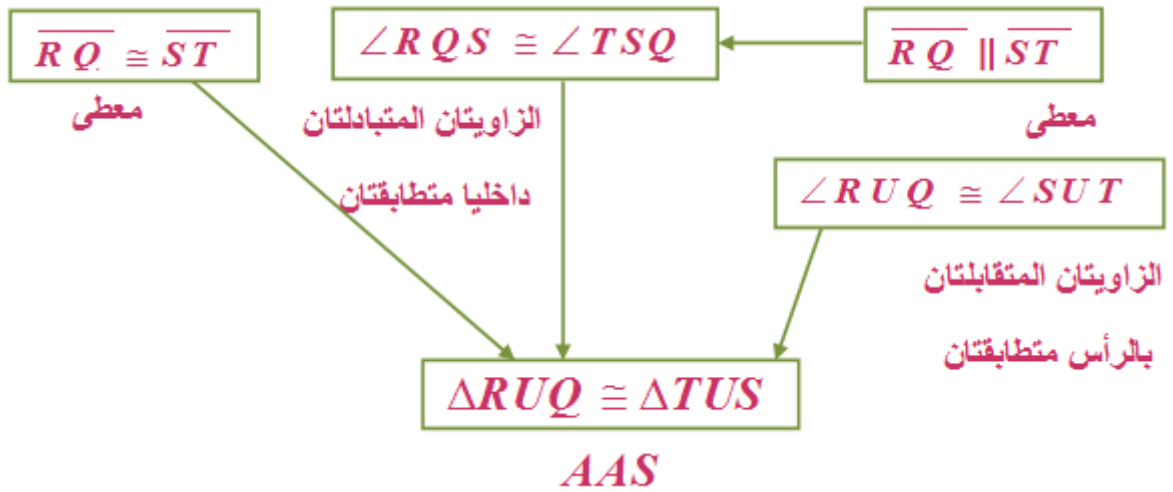 RQ ≅ ST
معطى
∠RQS ≅ ∠TSQ
الزاويتان المتبادلتان
داخليا متطابقتان
RQ || ST
معطى
∠RUQ ≅ ∠SUT
الزاويتان المتقابلتان
بالرأس متطابقتان
ΔRUQ ≅ ΔTUS
AAS